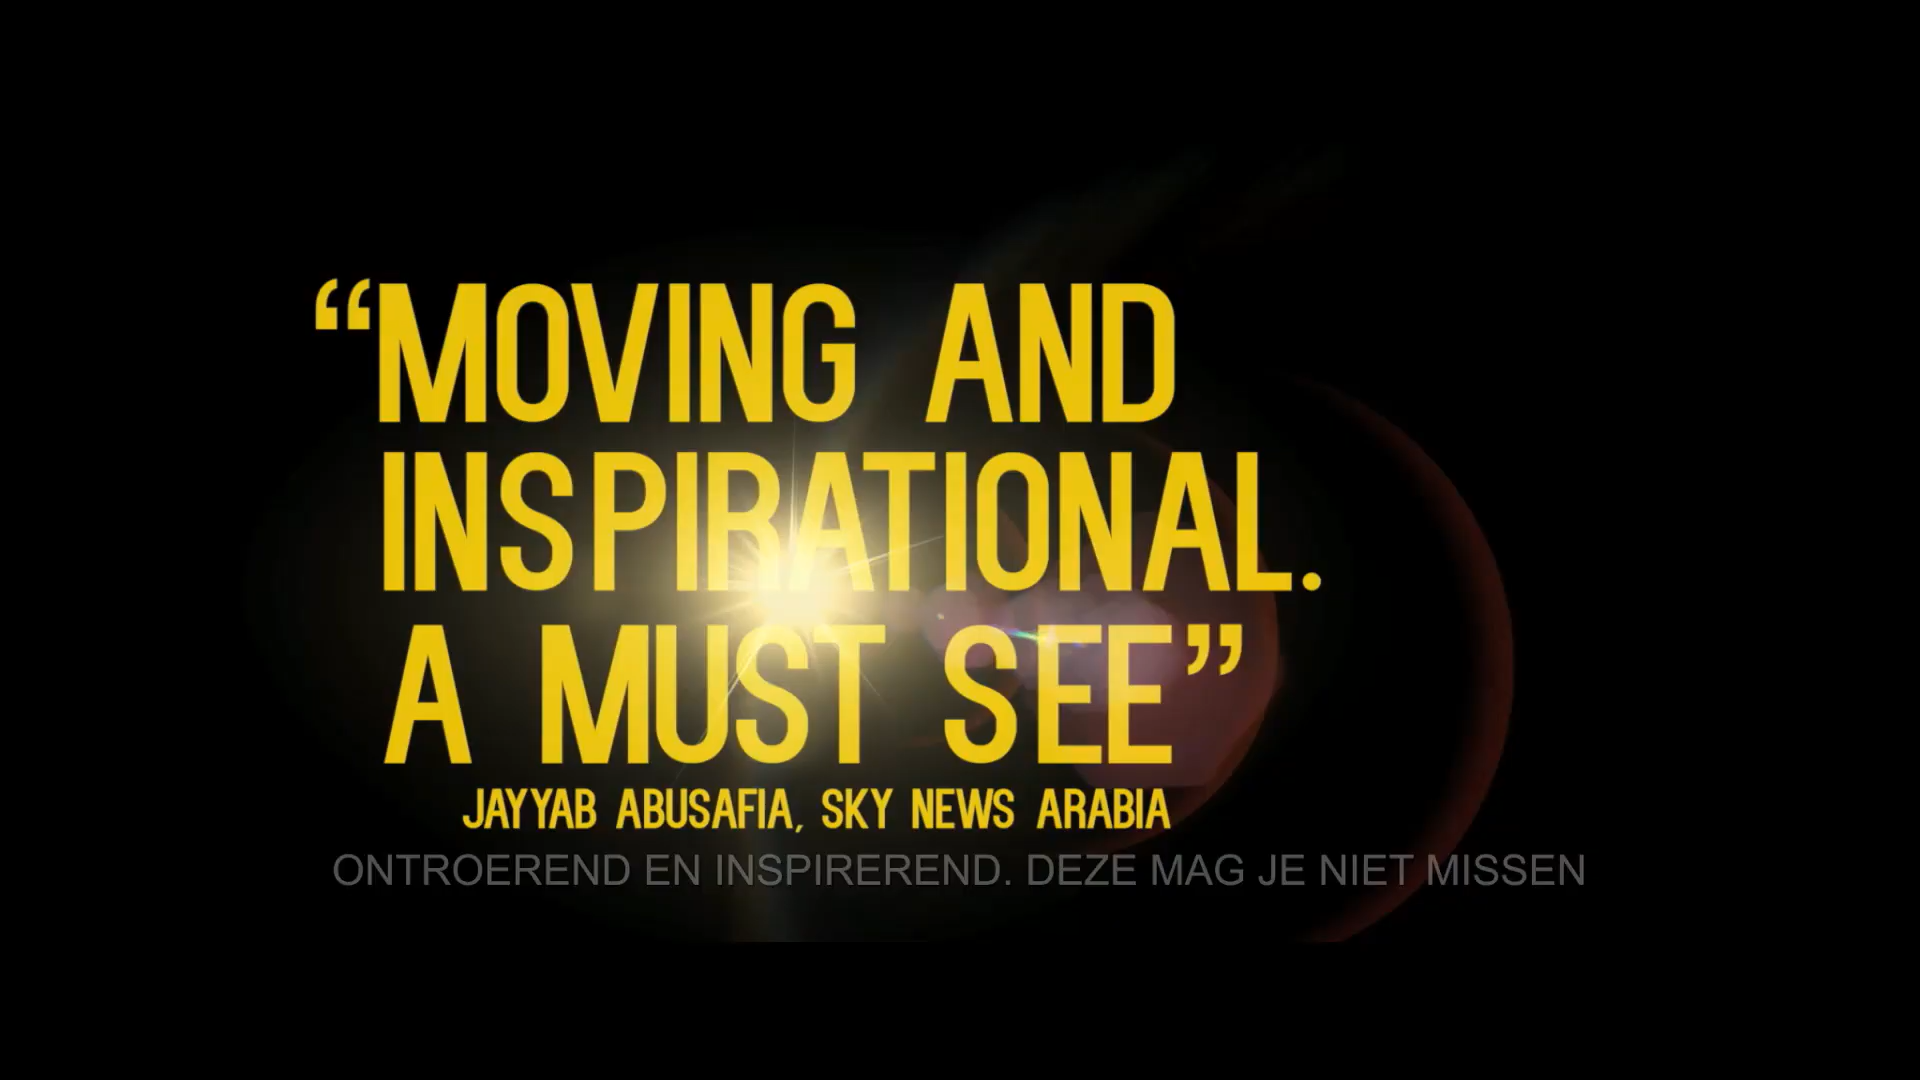 “MOVING AND
INSPIRATIONAL.
A MUST SEE”
JAYYAB ABUSAFIA, SKY NEWS ARABIA
ONTROEREND EN INSPIREREND. DEZE MAG JE NIET MISSEN